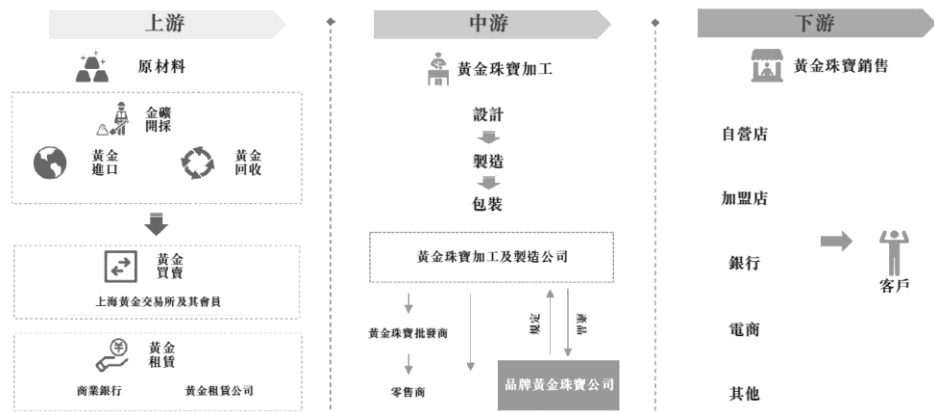 上游
原材料
金礦
開採
黃金
進口
黃金
回收
黃金
買賣
上海黃金交易所及其會員
黃金
租賃
商業銀行
黃金租賃公司
中游
黃金珠寶加工
設計
製造
包裝
黃金珠寶加工及製造公司
黃金珠寶批發商
零售商
規定
產品
品牌黃金珠寶公司
下游
黃金珠寶銷售
自營店
加盟店
銀行
電商
其他
客戶